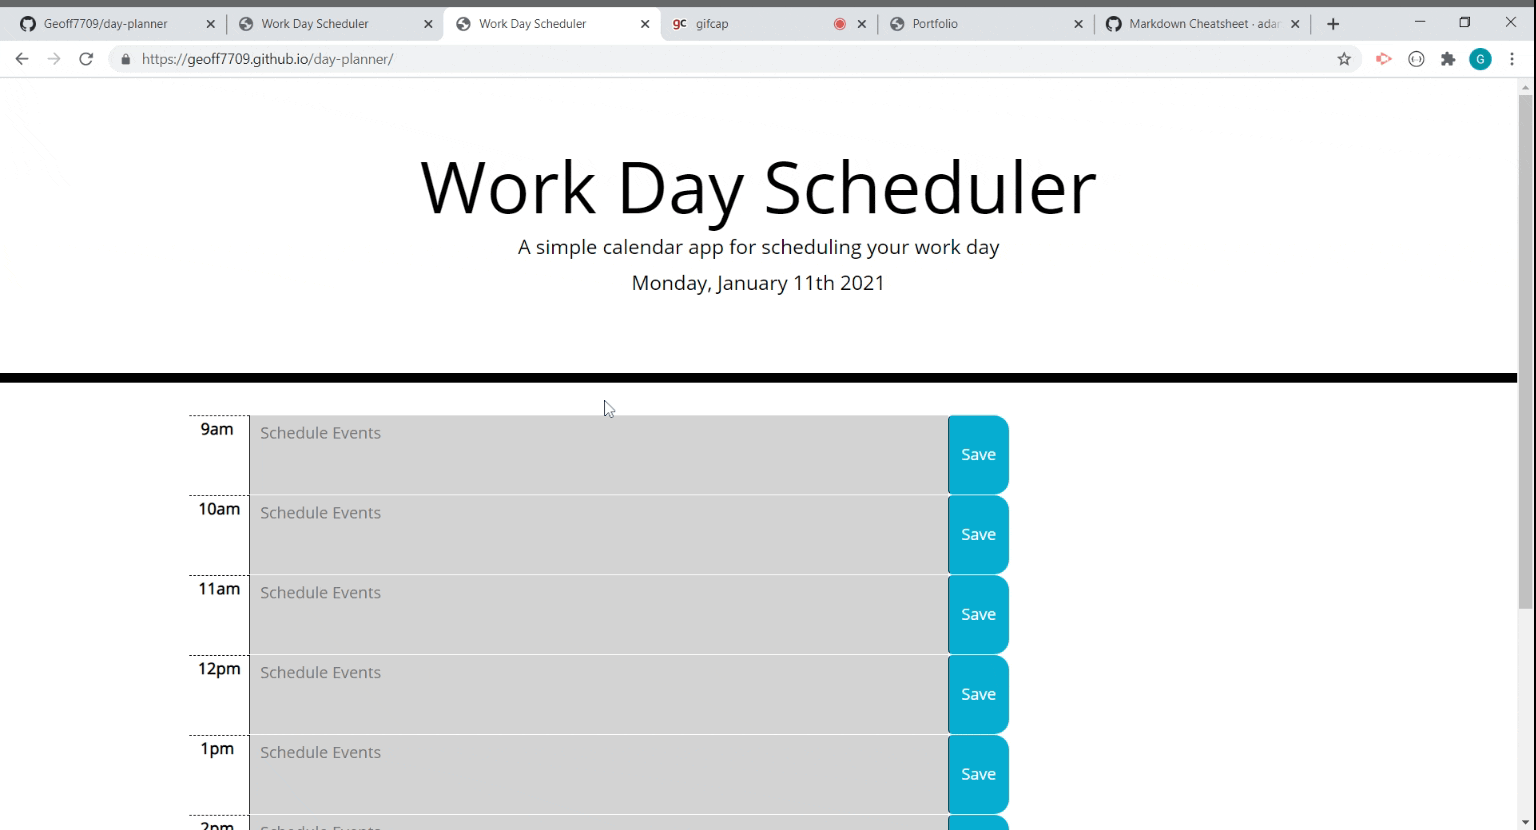 Geoff7709/day-planner
Work Day Scheduler
Work Day Scheduler
gc gifcap
Portfolio
Markdown Cheatsheet · adar
https://geoff7709.github.io/day-planner/
G
Work Day Scheduler
A simple calendar app for scheduling your work day
Monday, January 11th 2021
9am Schedule Events Save
10am Schedule Events Save
11am Schedule Events Save
12pm Schedule Events Save
1pm Schedule Events Save
2pm Schedule Events